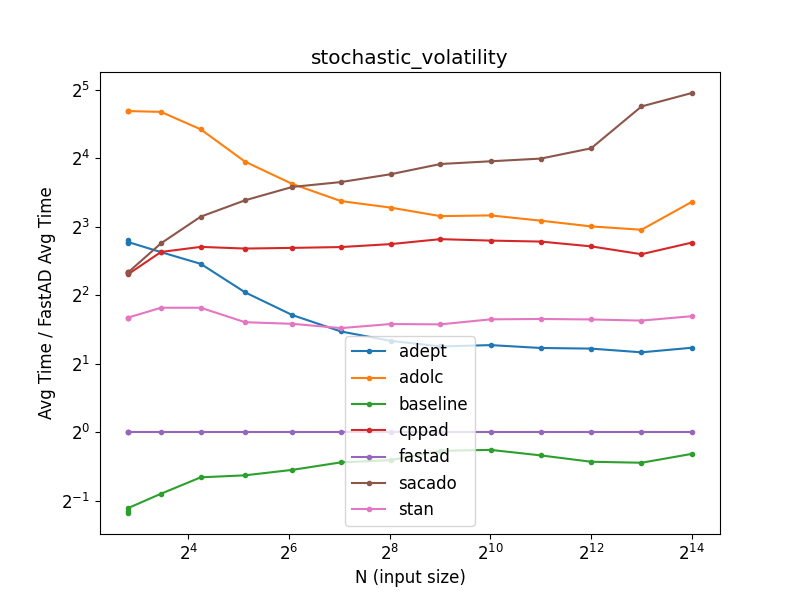 stochastic_volatility
Avg Time / FastAD Avg Time
2^5
2^4
2^3
2^2
2^1
2^0
2^−1
adept
adolc
baseline
cppad
fastad
sacado
stan
2^4 2^6 2^8 2^10 2^12 2^14
N (input size)